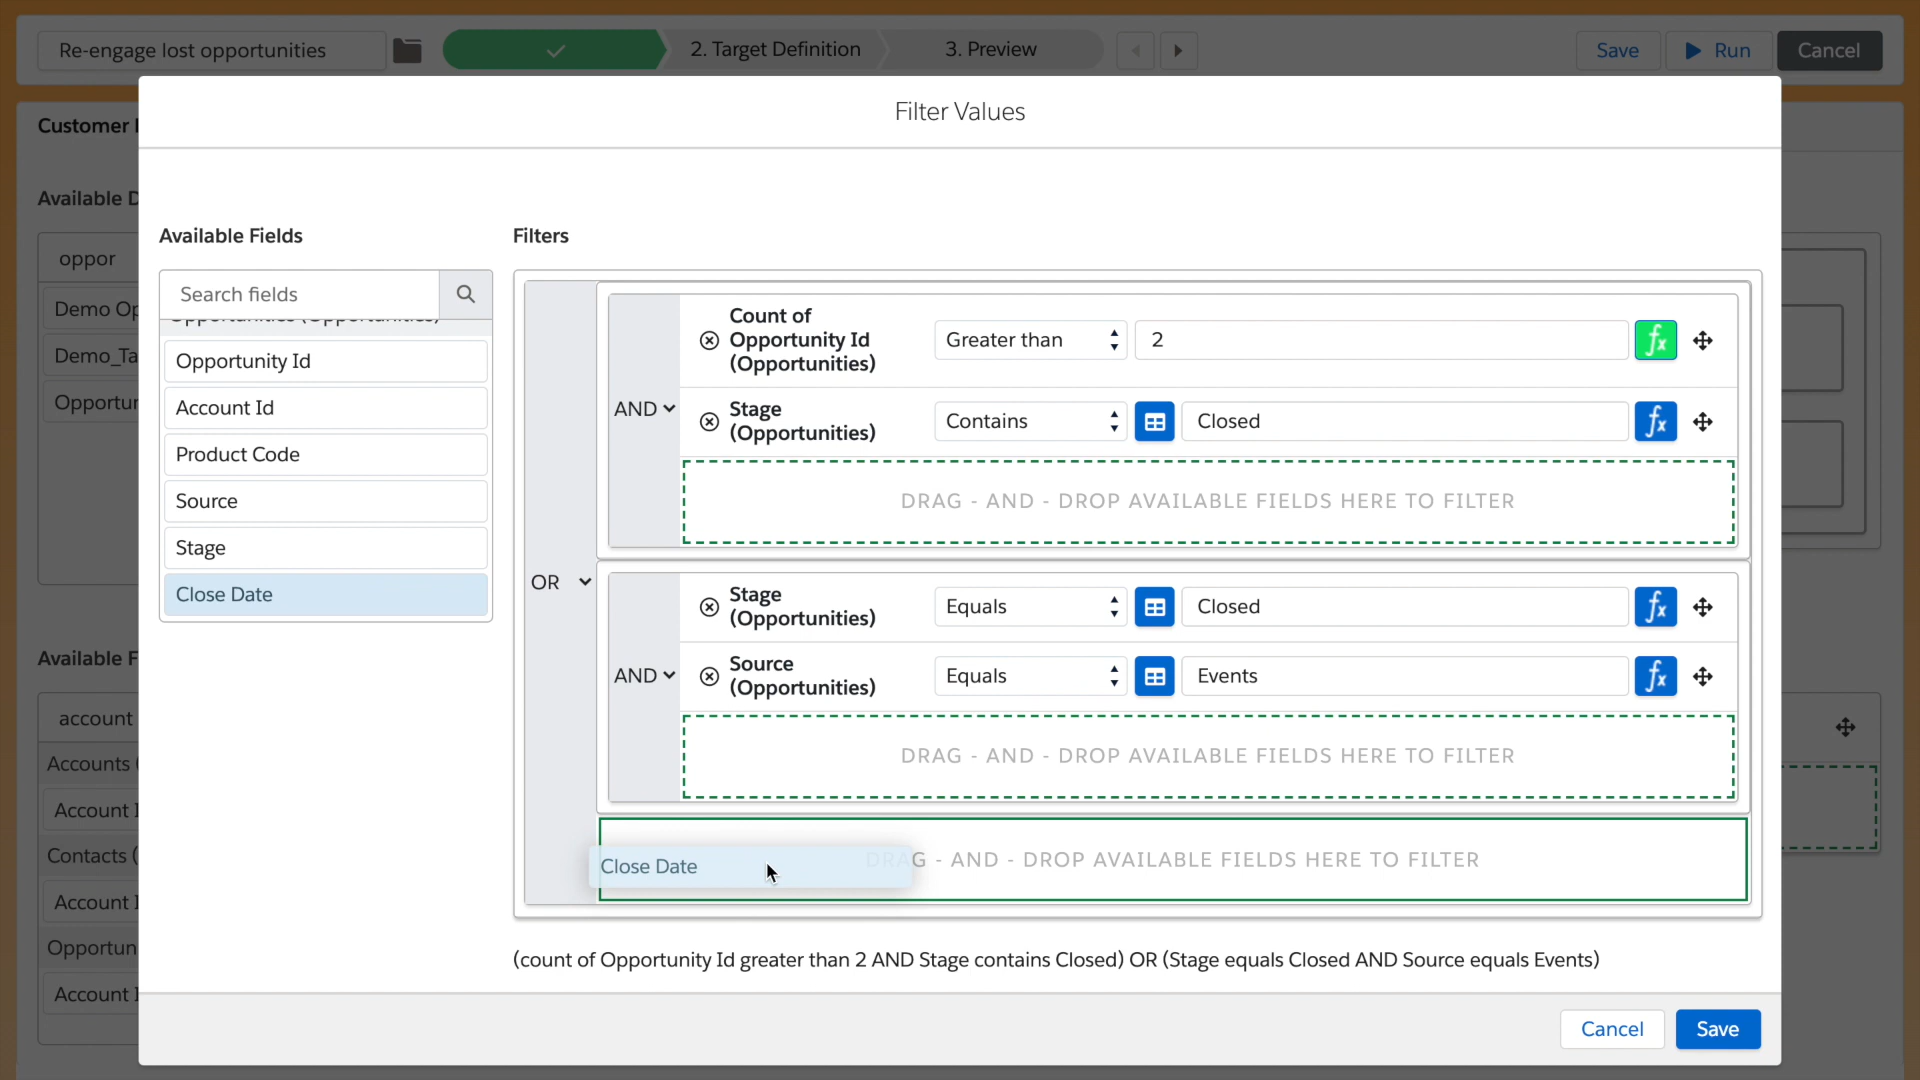 Re-engage lost opportunities
2. Target Definition
3. Preview
Save
Run
Cancel
Customer
Filter Values
Available
Available Fields
Filters
oppor
Search fields
Opportunities (Opportunities)
Demo
Opportunity Id
Account Id
Product Code
Source
Stage
Close Date
Count of
Opportunity Id
(Opportunities)
Greater than
2
AND
Stage
(Opportunities)
Contains
Closed
DRAG - AND - DROP AVAILABLE FIELDS HERE TO FILTER
OR
Stage
(Opportunities)
Equals
Closed
AND
Source
(Opportunities)
Equals
Events
DRAG - AND - DROP AVAILABLE FIELDS HERE TO FILTER
Close Date
DRAG - AND - DROP AVAILABLE FIELDS HERE TO FILTER
Available
account
Accounts
Account
Contacts (
Account
Opportun
Account
(count of Opportunity Id greater than 2 AND Stage contains Closed) OR (Stage equals Closed AND Source equals Events)
Cancel
Save